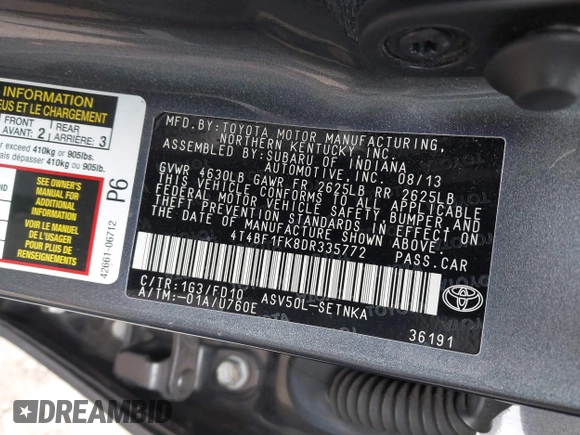 INFORMATION
EUS ET LE CHARGEMENT
FRONT AVANT: 2 REAR ARRIÈRE: 3
r exceed 410kg or 905lbs.
is dépasser 410kg ou 905lb.
SEE OWNER'S
MANUAL FOR
ADDITIONAL
INFORMATION
Voir le MANUEL
de L'USAGER
pour plus de
renseignements
P6
42661-06712
MFD. BY: TOYOTA MOTOR MANUFACTURING,
NORTHERN KENTUCKY, INC.
ASSEMBLED BY: SUBARU OF INDIANA
AUTOMOTIVE, INC. 08/13
GVWR 4630LB GAWR FR 2625LB RR 2625LB
THIS VEHICLE CONFORMS TO ALL APPLICABLE
FEDERAL MOTOR VEHICLE SAFETY, BUMPER, AND
THEFT PREVENTION STANDARDS IN EFFECT ON
THE DATE OF MANUFACTURE SHOWN ABOVE.
4T4BF1FK8DR335772 PASS. CAR
C/TR:1G3/FD10 ASV50L-SETNKA
A/TM:-01A/U760E
TOYOTA
36191
DREAMBID